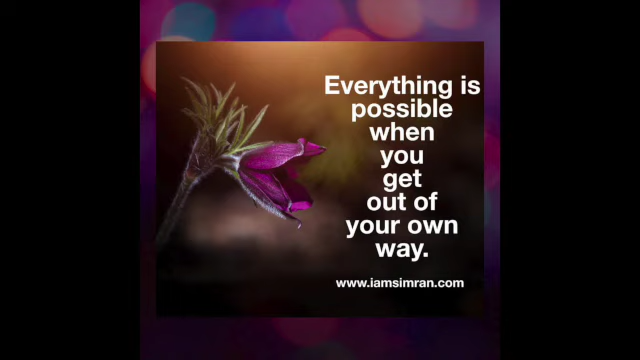 Everything is
possible
when
you
get
out of
your own
way.
www.iamsimran.com